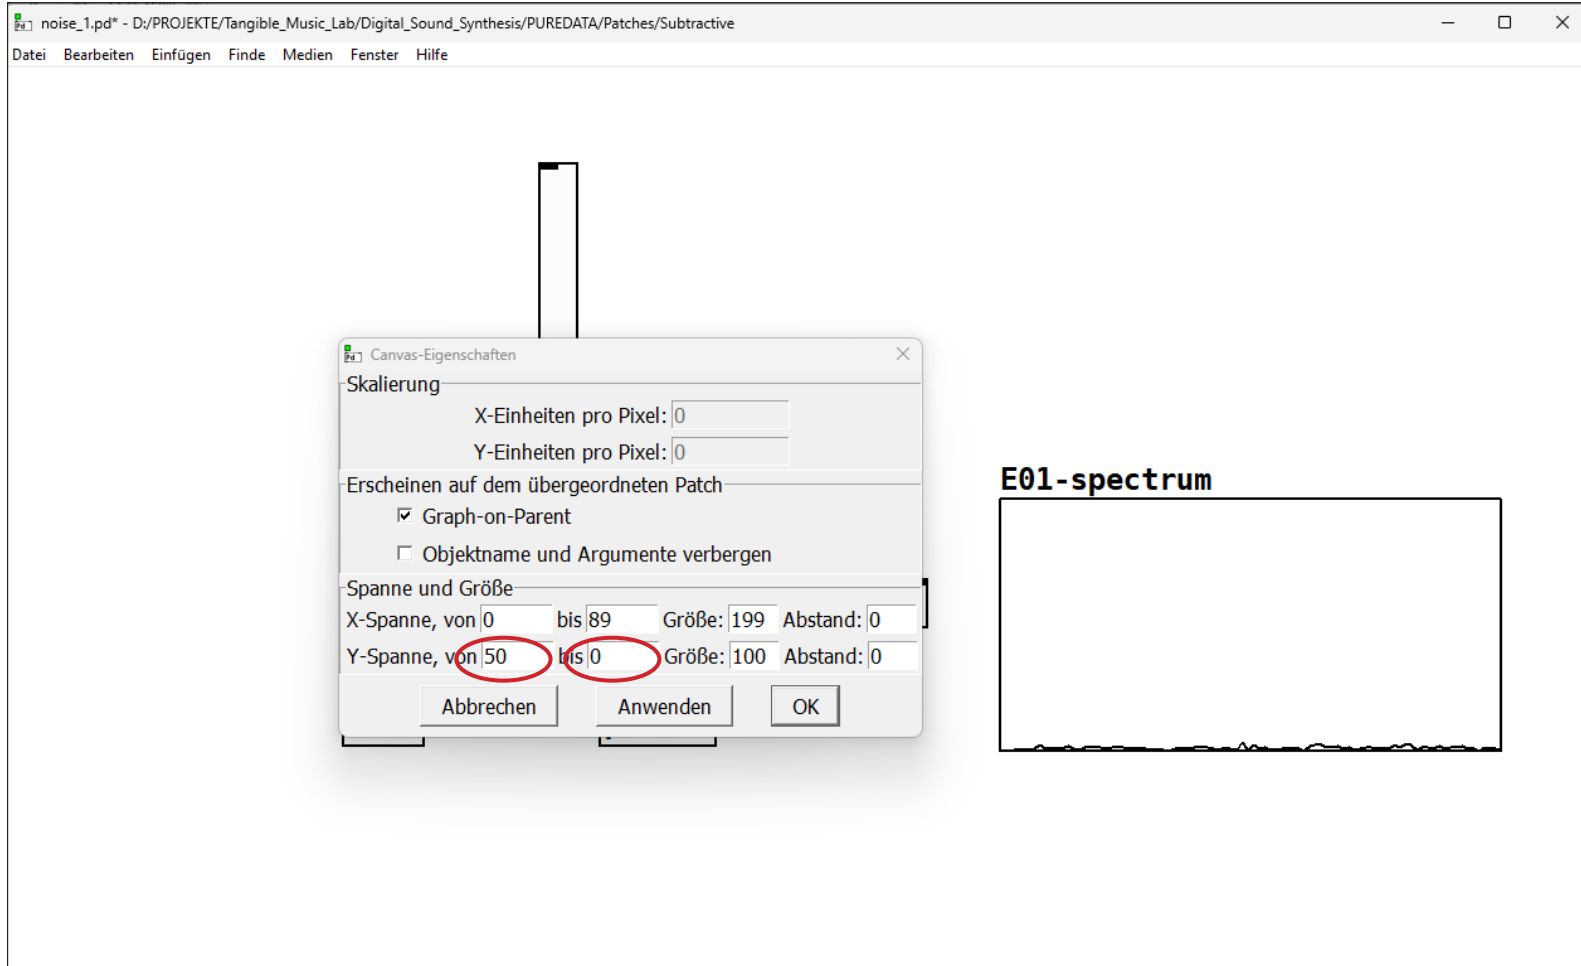 noise_1.pd* - D:/PROJEKTE/Tangible_Music_Lab/Digital_Sound_Synthesis/PUREDATA/Patches/Subtractive
Datei Bearbeiten Einfügen Finde Medien Fenster Hilfe
Canvas-Eigenschaften
Skalierung
X-Einheiten pro Pixel: 0
Y-Einheiten pro Pixel: 0
Erscheinen auf dem übergeordneten Patch
Graph-on-Parent
Objektname und Argumente verbergen
Spanne und Größe
X-Spanne, von 0 bis 89 Größe: 199 Abstand: 0
Y-Spanne, von 50 bis 0 Größe: 100 Abstand: 0
Abbrechen Anwenden OK
E01-spectrum